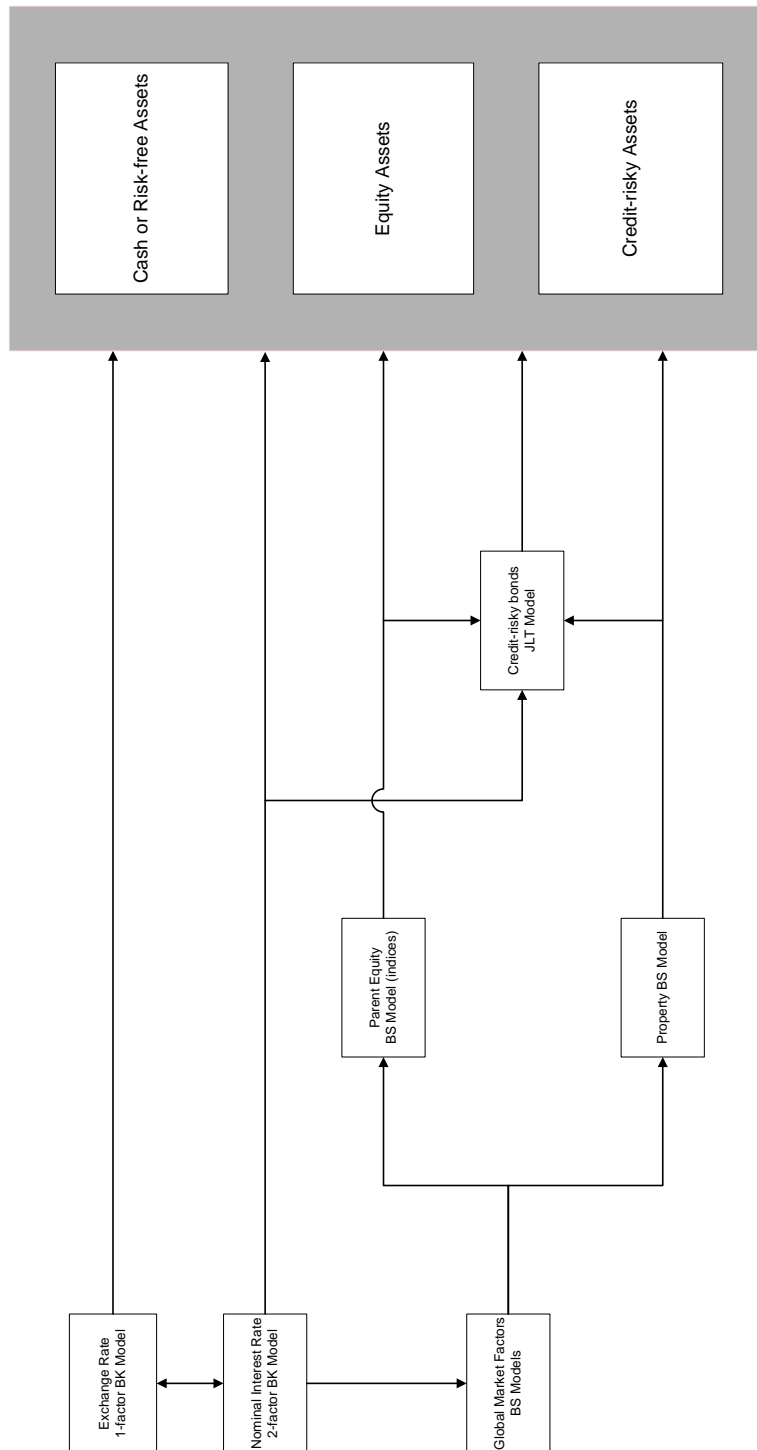 Cash or Risk-free Assets
Equity Assets
Credit-risky Assets
Credit-risky bonds
JLT Model
Parent Equity
BS Model (indices)
Property BS Model
Exchange Rate
1-factor BK Model
Nominal Interest Rate
2-factor BK Model
Global Market Factors
BS Models